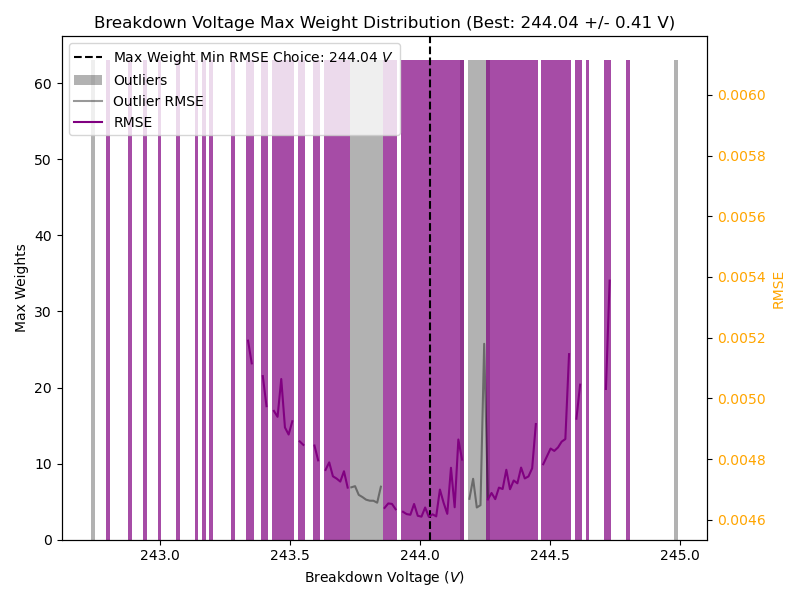 Breakdown Voltage Max Weight Distribution (Best: 244.04 +/- 0.41 V)
Max Weight Min RMSE Choice: 244.04 V
Outliers
Outlier RMSE
RMSE
Max Weights
60
50
40
30
20
10
0
0.0060
0.0058
0.0056
0.0054
0.0052
0.0050
0.0048
0.0046
RMSE
243.0 243.5 244.0 244.5 245.0
Breakdown Voltage (V)